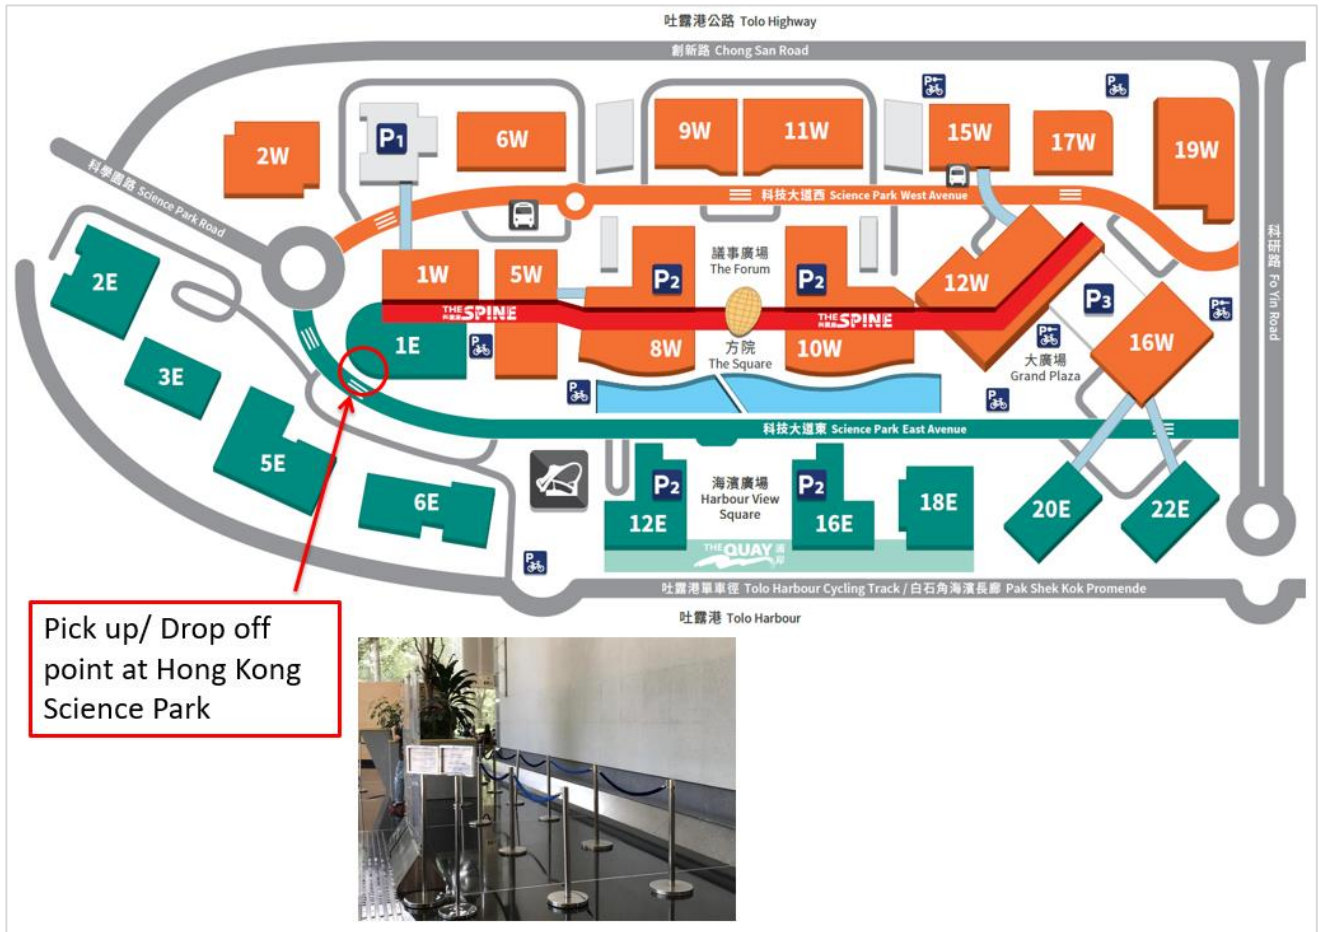 吐露港公路 Tolo Highway
創新路 Chong San Road
P1
6W
9W
11W
15W
17W
19W
2W
科學園路 Science Park Road
科技大道西 Science Park West Avenue
科研路 Fo Yin Road
2E
1W
5W
P2
議事廣場
The Forum
P2
12W
P3
THE SPINE
THE SPINE
1E
P
8W
方院
The Square
10W
大廣場
Grand Plaza
16W
P
P
P
P
P
P
3E
科技大道東 Science Park East Avenue
5E
6E
P2
海濱廣場
Harbour View
Square
P2
12E
16E
18E
20E
22E
THE QUAY
P
吐露港單車徑 Tolo Harbour Cycling Track / 白石角海濱長廊 Pak Shek Kok Promende
吐露港 Tolo Harbour
Pick up/ Drop off
point at Hong Kong
Science Park